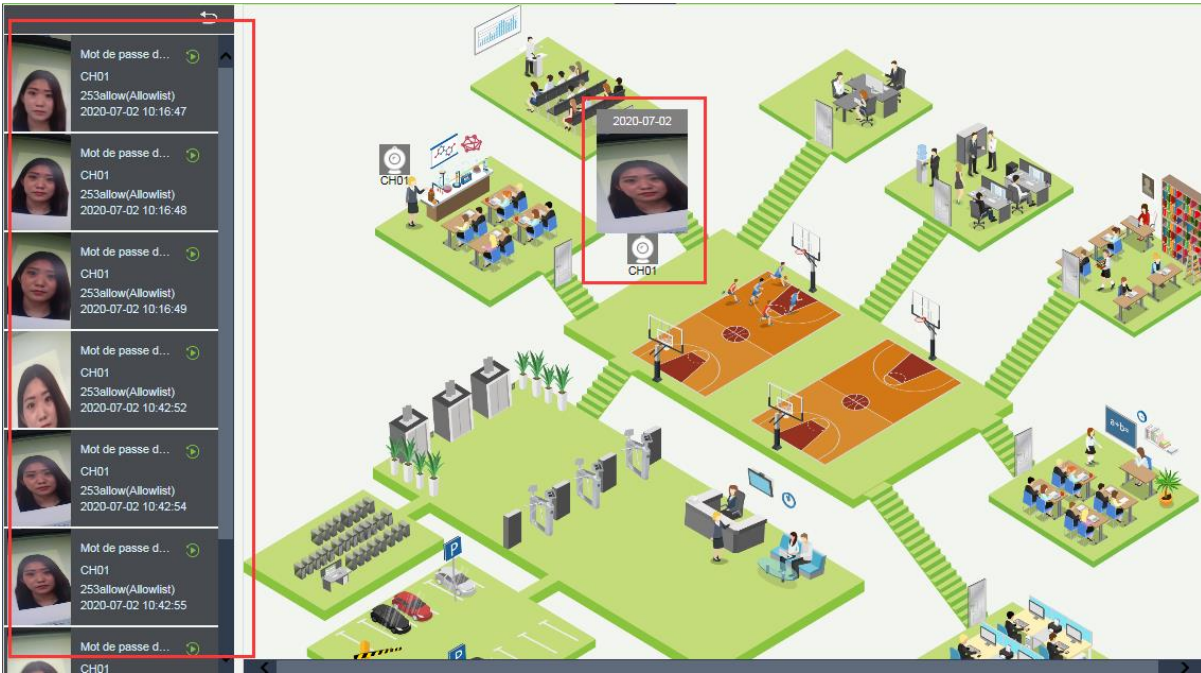 Mot de passe d...
CH01
253allow(Allowlist)
2020-07-02 10:16:47
Mot de passe d...
CH01
253allow(Allowlist)
2020-07-02 10:16:48
Mot de passe d...
CH01
253allow(Allowlist)
2020-07-02 10:16:49
Mot de passe d...
CH01
253allow(Allowlist)
2020-07-02 10:42:52
Mot de passe d...
CH01
253allow(Allowlist)
2020-07-02 10:42:54
Mot de passe d...
CH01
253allow(Allowlist)
2020-07-02 10:42:55
Mot de passe d...
CH01
2020-07-02
CH01
CH01
a+b=
P
P